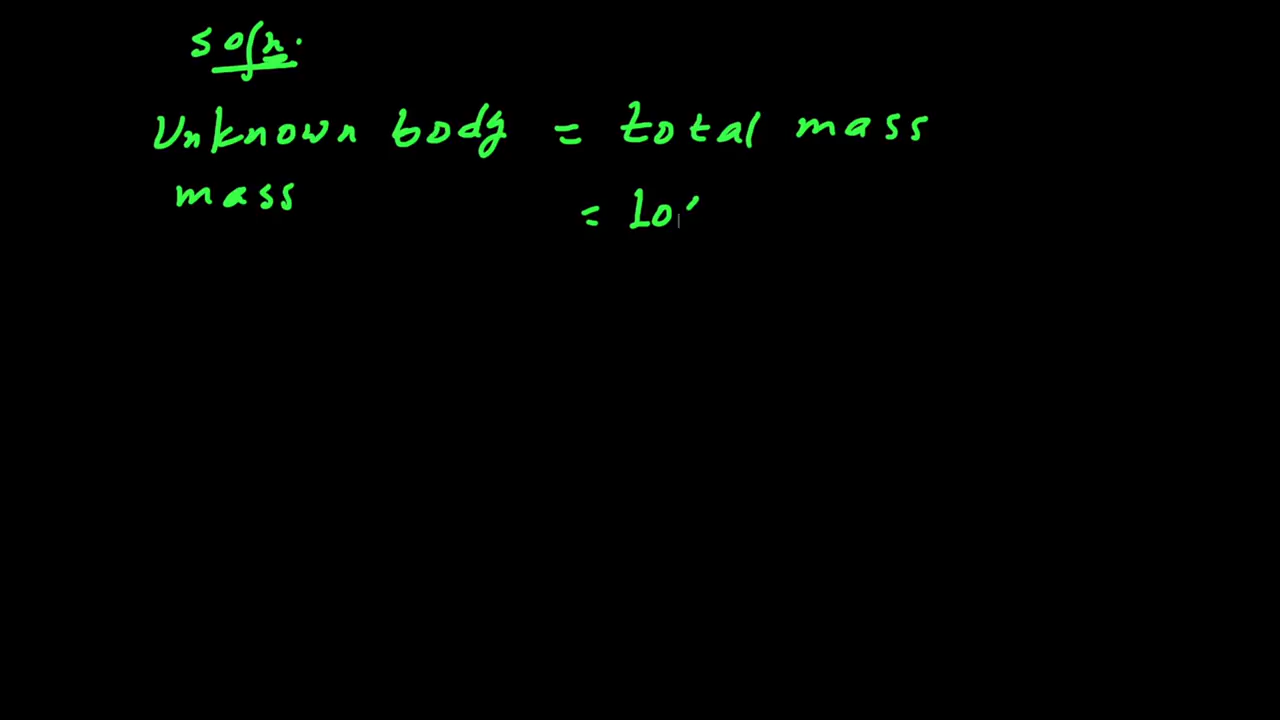 soln.
Unknown body = total mass
mass
= 10